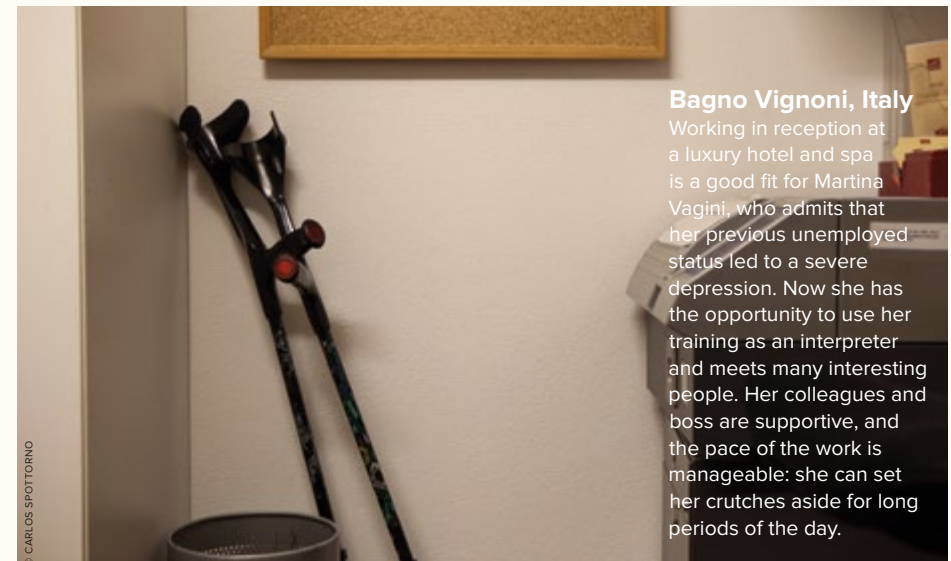 Bagno Vignoni, Italy
Working in reception at
a luxury hotel and spa
is a good fit for Martina
Vagini, who admits that
her previous unemployed
status led to a severe
depression. Now she has
the opportunity to use her
training as an interpreter
and meets many interesting
people. Her colleagues and
boss are supportive, and
the pace of the work is
manageable: she can set
her crutches aside for long
periods of the day.
© CARLOS SPOTTORNO